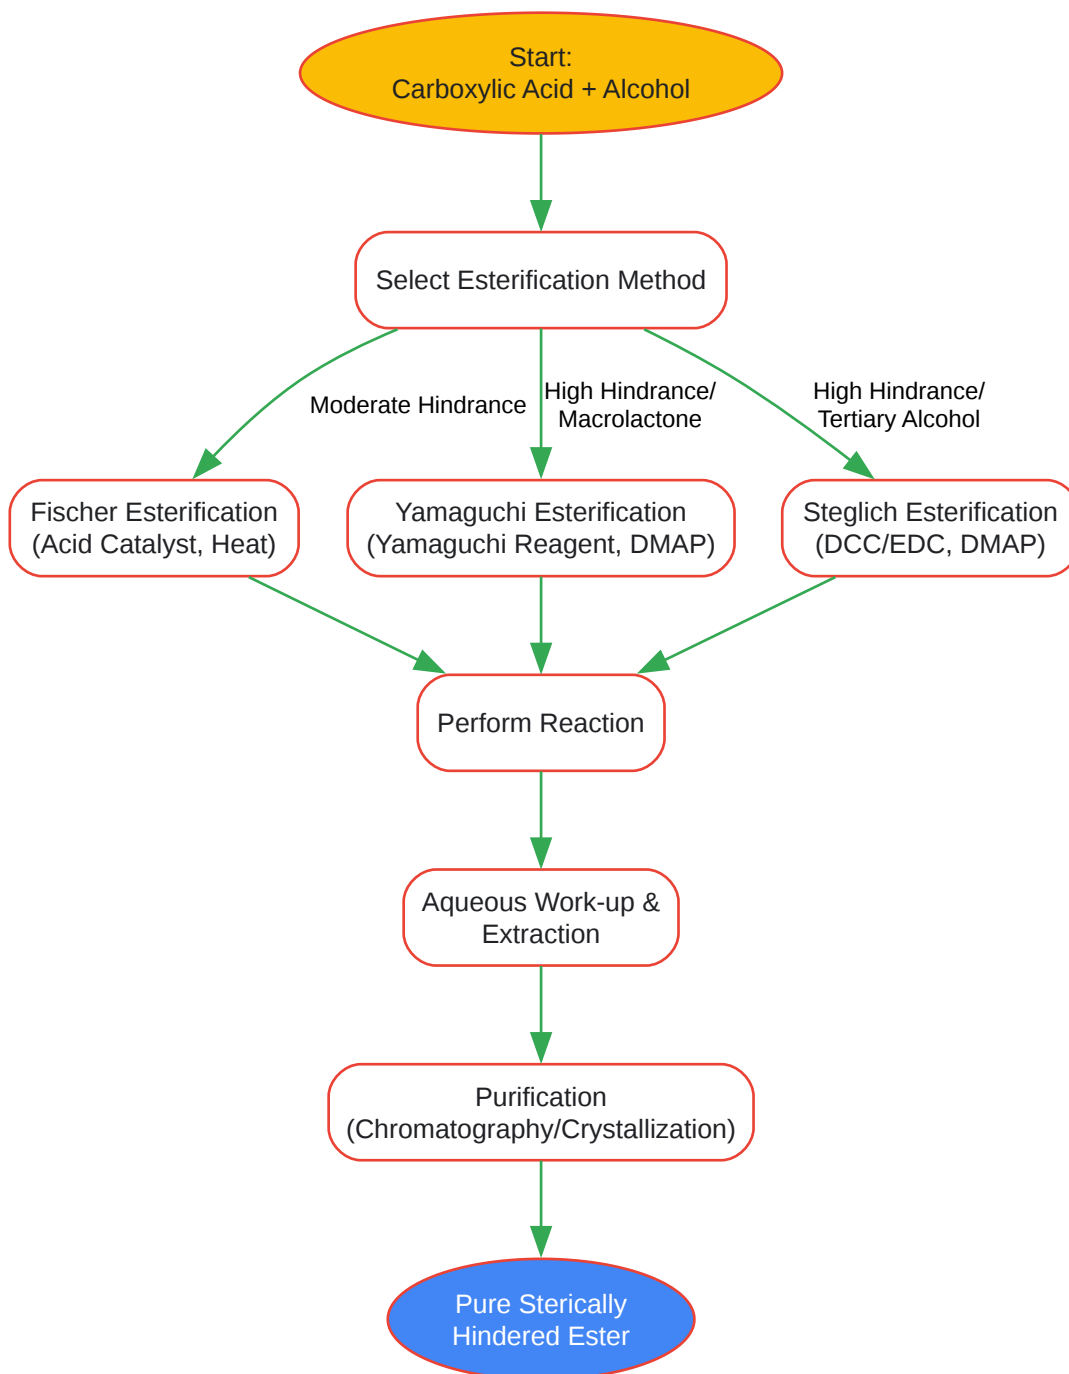 Start:
Carboxylic Acid + Alcohol
Select Esterification Method
Moderate Hindrance
High Hindrance/
Macrolactone
High Hindrance/
Tertiary Alcohol
Fischer Esterification
(Acid Catalyst, Heat)
Yamaguchi Esterification
(Yamaguchi Reagent, DMAP)
Steglich Esterification
(DCC/EDC, DMAP)
Perform Reaction
Aqueous Work-up &
Extraction
Purification
(Chromatography/Crystallization)
Pure Sterically
Hindered Ester